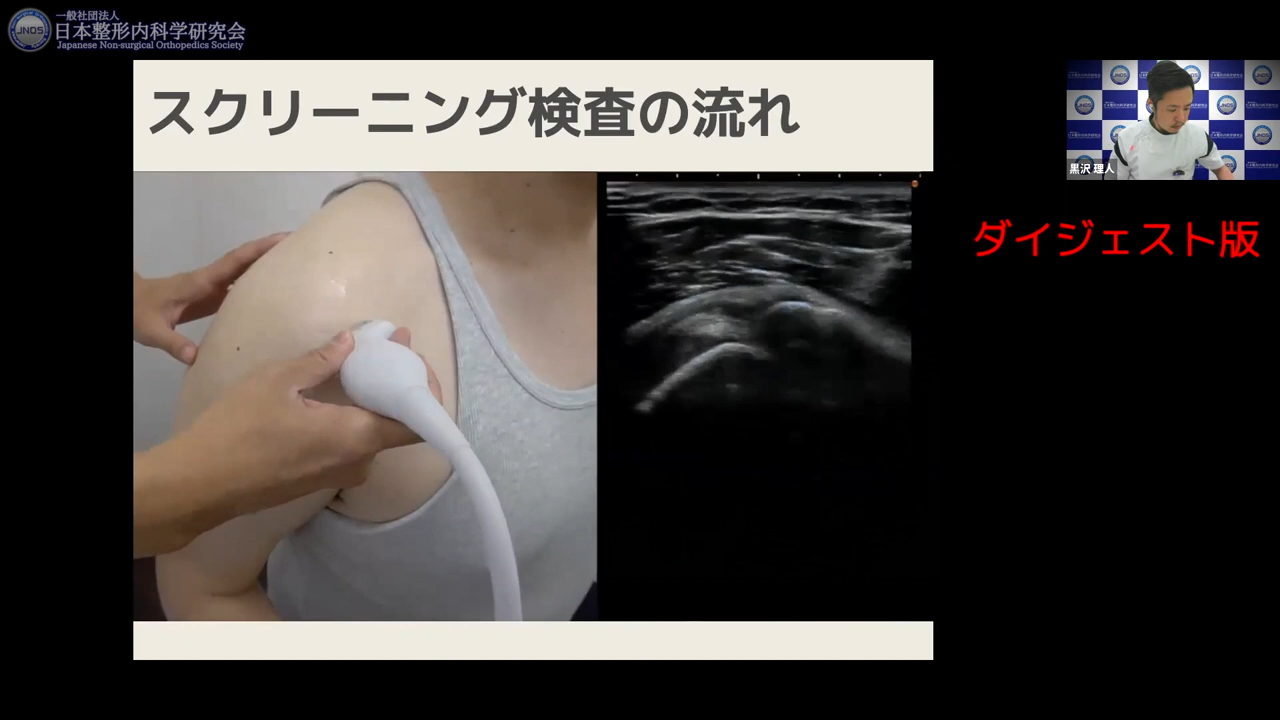 JNOS
一般社団法人
日本整形内科学研究会
Japanese Non-surgical Orthopedics Society
スクリーニング検査の流れ
黒沢 理人
ダイジェスト版